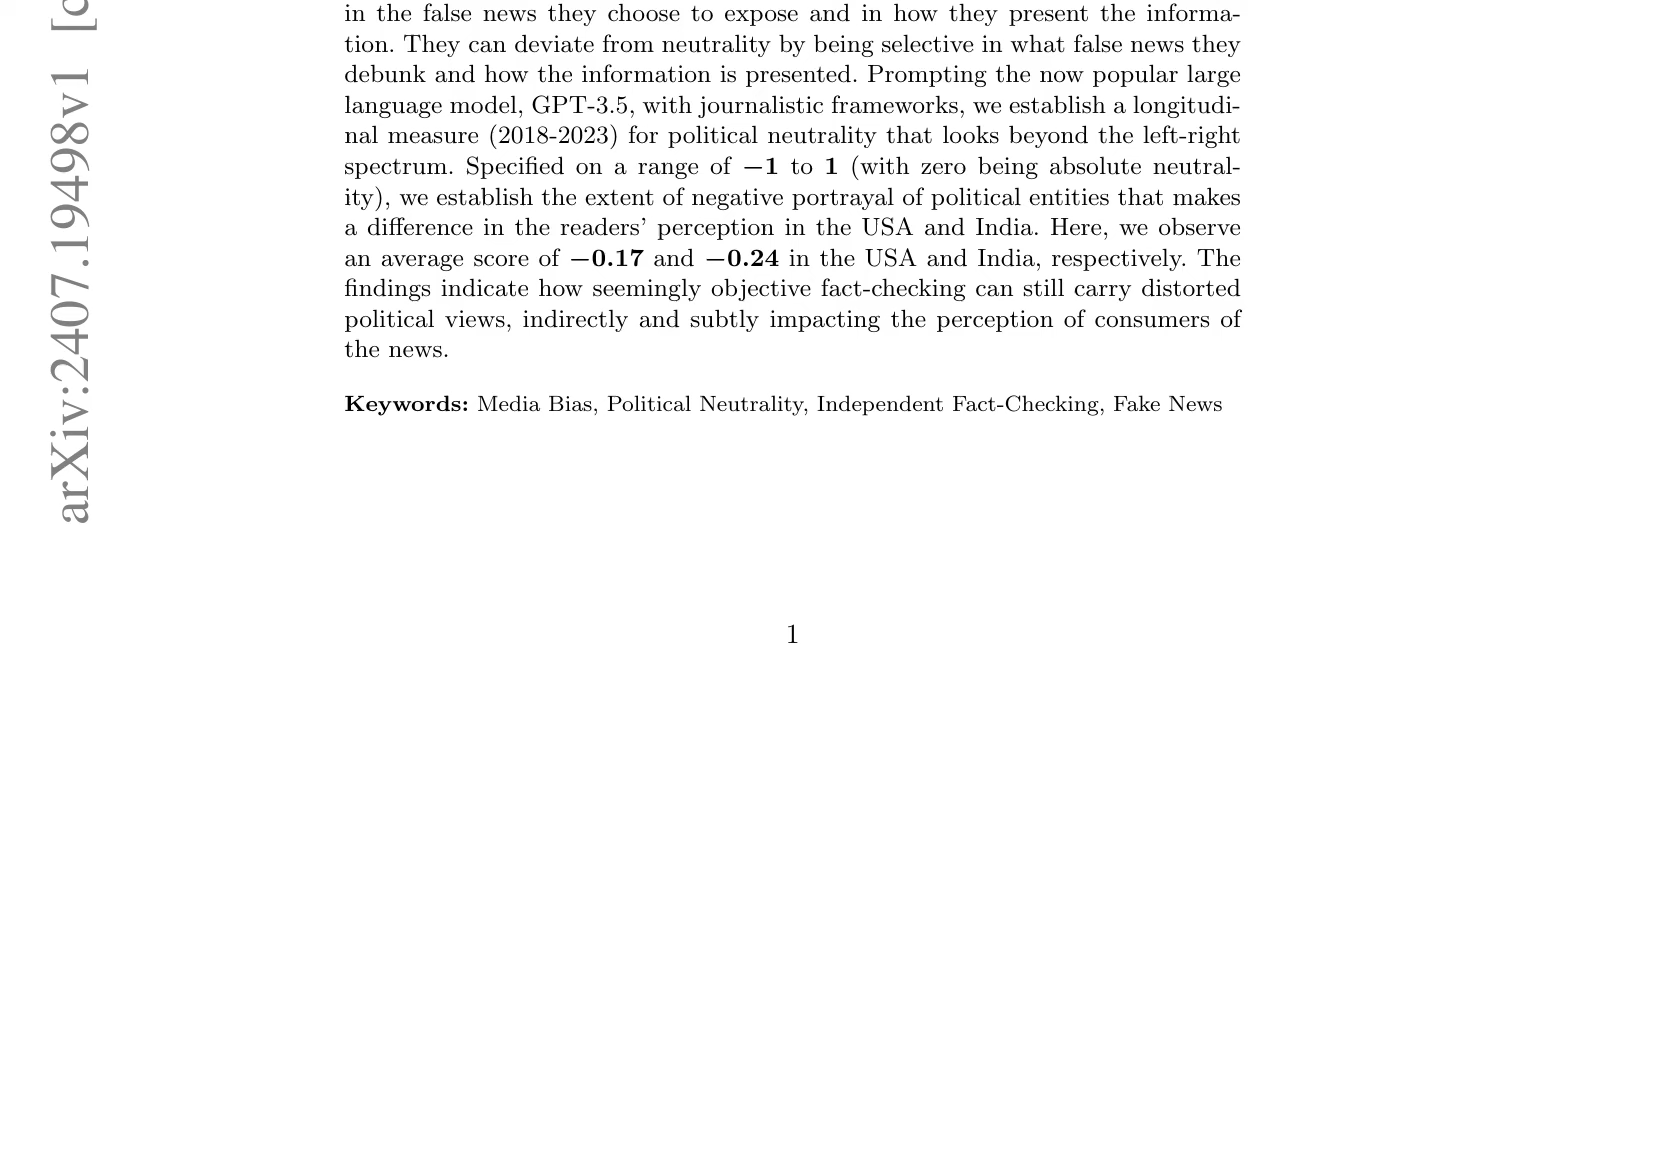 in the false news they choose to expose and in how they present the informa-
tion. They can deviate from neutrality by being selective in what false news they
debunk and how the information is presented. Prompting the now popular large
language model, GPT-3.5, with journalistic frameworks, we establish a longitudi-
nal measure (2018-2023) for political neutrality that looks beyond the left-right
spectrum. Specified on a range of −1 to 1 (with zero being absolute neutral-
ity), we establish the extent of negative portrayal of political entities that makes
a difference in the readers' perception in the USA and India. Here, we observe
an average score of −0.17 and −0.24 in the USA and India, respectively. The
findings indicate how seemingly objective fact-checking can still carry distorted
political views, indirectly and subtly impacting the perception of consumers of
the news.
Keywords: Media Bias, Political Neutrality, Independent Fact-Checking, Fake News
arXiv:2407.19498v1
1